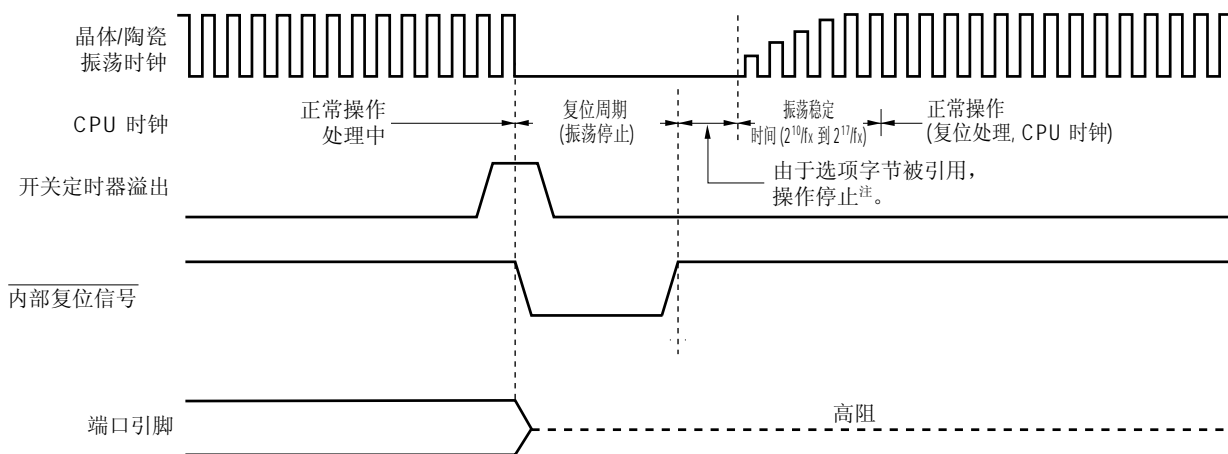 晶体/陶瓷
振荡时钟
CPU 时钟
正常操作
处理中
复位周期
(振荡停止)
振荡稳定
时间 (2¹⁰/fx 到 2¹⁷/fx)
正常操作
(复位处理, CPU 时钟)
由于选项字节被引用，
操作停止注。
开关定时器溢出
内部复位信号
端口引脚
高阻